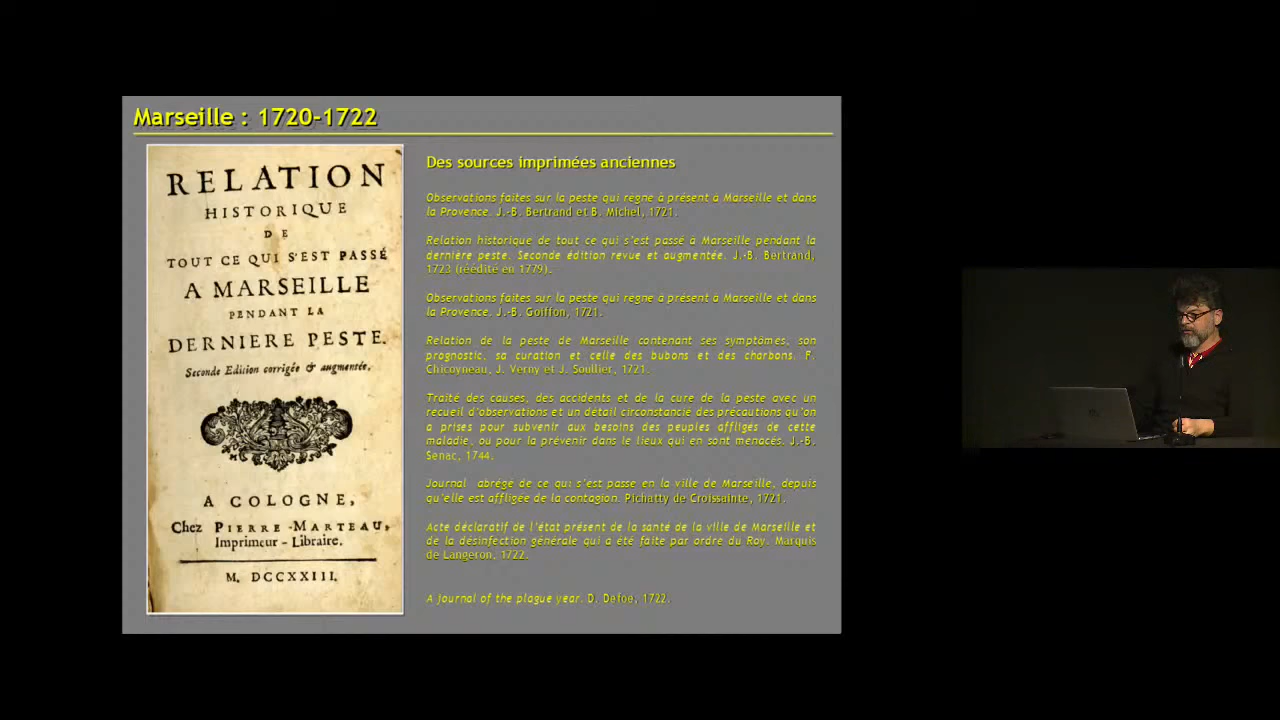 Marseille : 1720-1722
RELATION
HISTORIQUE
DE
TOUT CE QUI S'EST PASSÉ
A MARSEILLE
PENDANT LA
DERNIERE PESTE.
Seconde Edition corrigée & augmentée.
A COLOGNE,
Chez PIERRE-MARTEAU,
Imprimeur-Libraire.
M. DCCXXIII.
Des sources imprimées anciennes
Observations faites sur la peste qui règne à présent à Marseille et dans
la Provence. J.-B. Bertrand et B. Michel, 1721.
Relation historique de tout ce qui s'est passé à Marseille pendant la
dernière peste. Seconde édition revue et augmentée. J.-B. Bertrand,
1723 (réédité en 1779).
Observations faites sur la peste qui règne à présent à Marseille et dans
la Provence. J.-B. Goiffon, 1721.
Relation de la peste de Marseille contenant ses symptômes, son
prognostic, sa curation et celle des bubons et des charbons. F.
Chicoyneau, J. Verny et J. Soullier, 1721.
Traité des causes, des accidents et de la cure de la peste avec un
recueil d'observations et un détail circonstancié des précautions qu'on
a prises pour subvenir aux besoins des peuples affligés de cette
maladie, ou pour la prévenir dans le lieux qui en sont menacés. J.-B.
Senac, 1744.
Journal abrégé de ce qui s'est passe en la ville de Marseille, depuis
qu'elle est affligée de la contagion. Pichatty de Croissainte, 1721.
Acte déclaratif de l'état présent de la santé de la ville de Marseille et
de la désinfection générale qui a été faite par ordre du Roy. Marquis
de Langeron, 1722.
A journal of the plague year. D. Defoe, 1722.